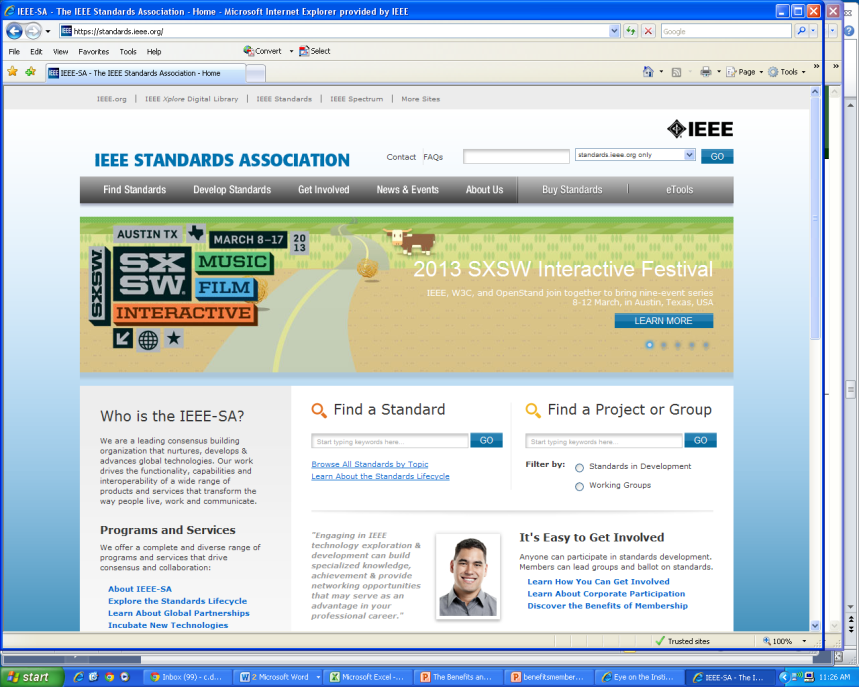 IEEE-SA - The IEEE Standards Association - Home - Microsoft Internet Explorer provided by IEEE
https://standards.ieee.org/
Google
File Edit View Favorites Tools Help
Convert Select
IEEE-SA - The IEEE Standards Association - Home
Page Tools
IEEE.org | IEEE Xplore Digital Library | IEEE Standards | IEEE Spectrum | More Sites
IEEE
IEEE STANDARDS ASSOCIATION
Contact FAQs
standards.ieee.org only
GO
Find Standards Develop Standards Get Involved News & Events About Us Buy Standards | eTools
AUSTIN TX
MARCH 8–17 2013
SXSW
SXSW.
MUSIC
FILM
INTERACTIVE
2013 SXSW Interactive Festival
IEEE, W3C, and OpenStand join together to bring nine-event series
8-12 March, in Austin, Texas, USA
LEARN MORE
Who is the IEEE-SA?
We are a leading consensus building
organization that nurtures, develops &
advances global technologies. Our work
drives the functionality, capabilities and
interoperability of a wide range of
products and services that transform the
way people live, work and communicate.
Programs and Services
We offer a complete and diverse range of
programs and services that drive
consensus and collaboration:
About IEEE-SA
Explore the Standards Lifecycle
Learn About Global Partnerships
Incubate New Technologies
Find a Standard
Start typing keywords here...
GO
Browse All Standards by Topic
Learn About the Standards Lifecycle
Find a Project or Group
Start typing keywords here...
GO
Filter by:
Standards in Development
Working Groups
"Engaging in IEEE
technology exploration &
development can build
specialized knowledge,
achievement & provide
networking opportunities
that may serve as an
advantage in your
professional career."
It's Easy to Get Involved
Anyone can participate in standards development.
Members can lead groups and ballot on standards.
Learn How You Can Get Involved
Learn About Corporate Participation
Discover the Benefits of Membership
Trusted sites
100%
start
Inbox (99) - c.d...
2 Microsoft Word
Microsoft Excel -...
The Benefits an...
benefitsmember...
Eye on the Insti...
IEEE-SA - The I...
11:26 AM